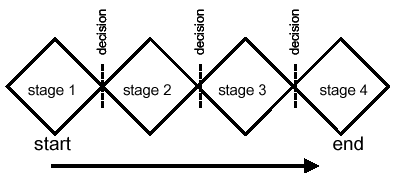 decision
decision
decision
stage 1
stage 2
stage 3
stage 4
start
end